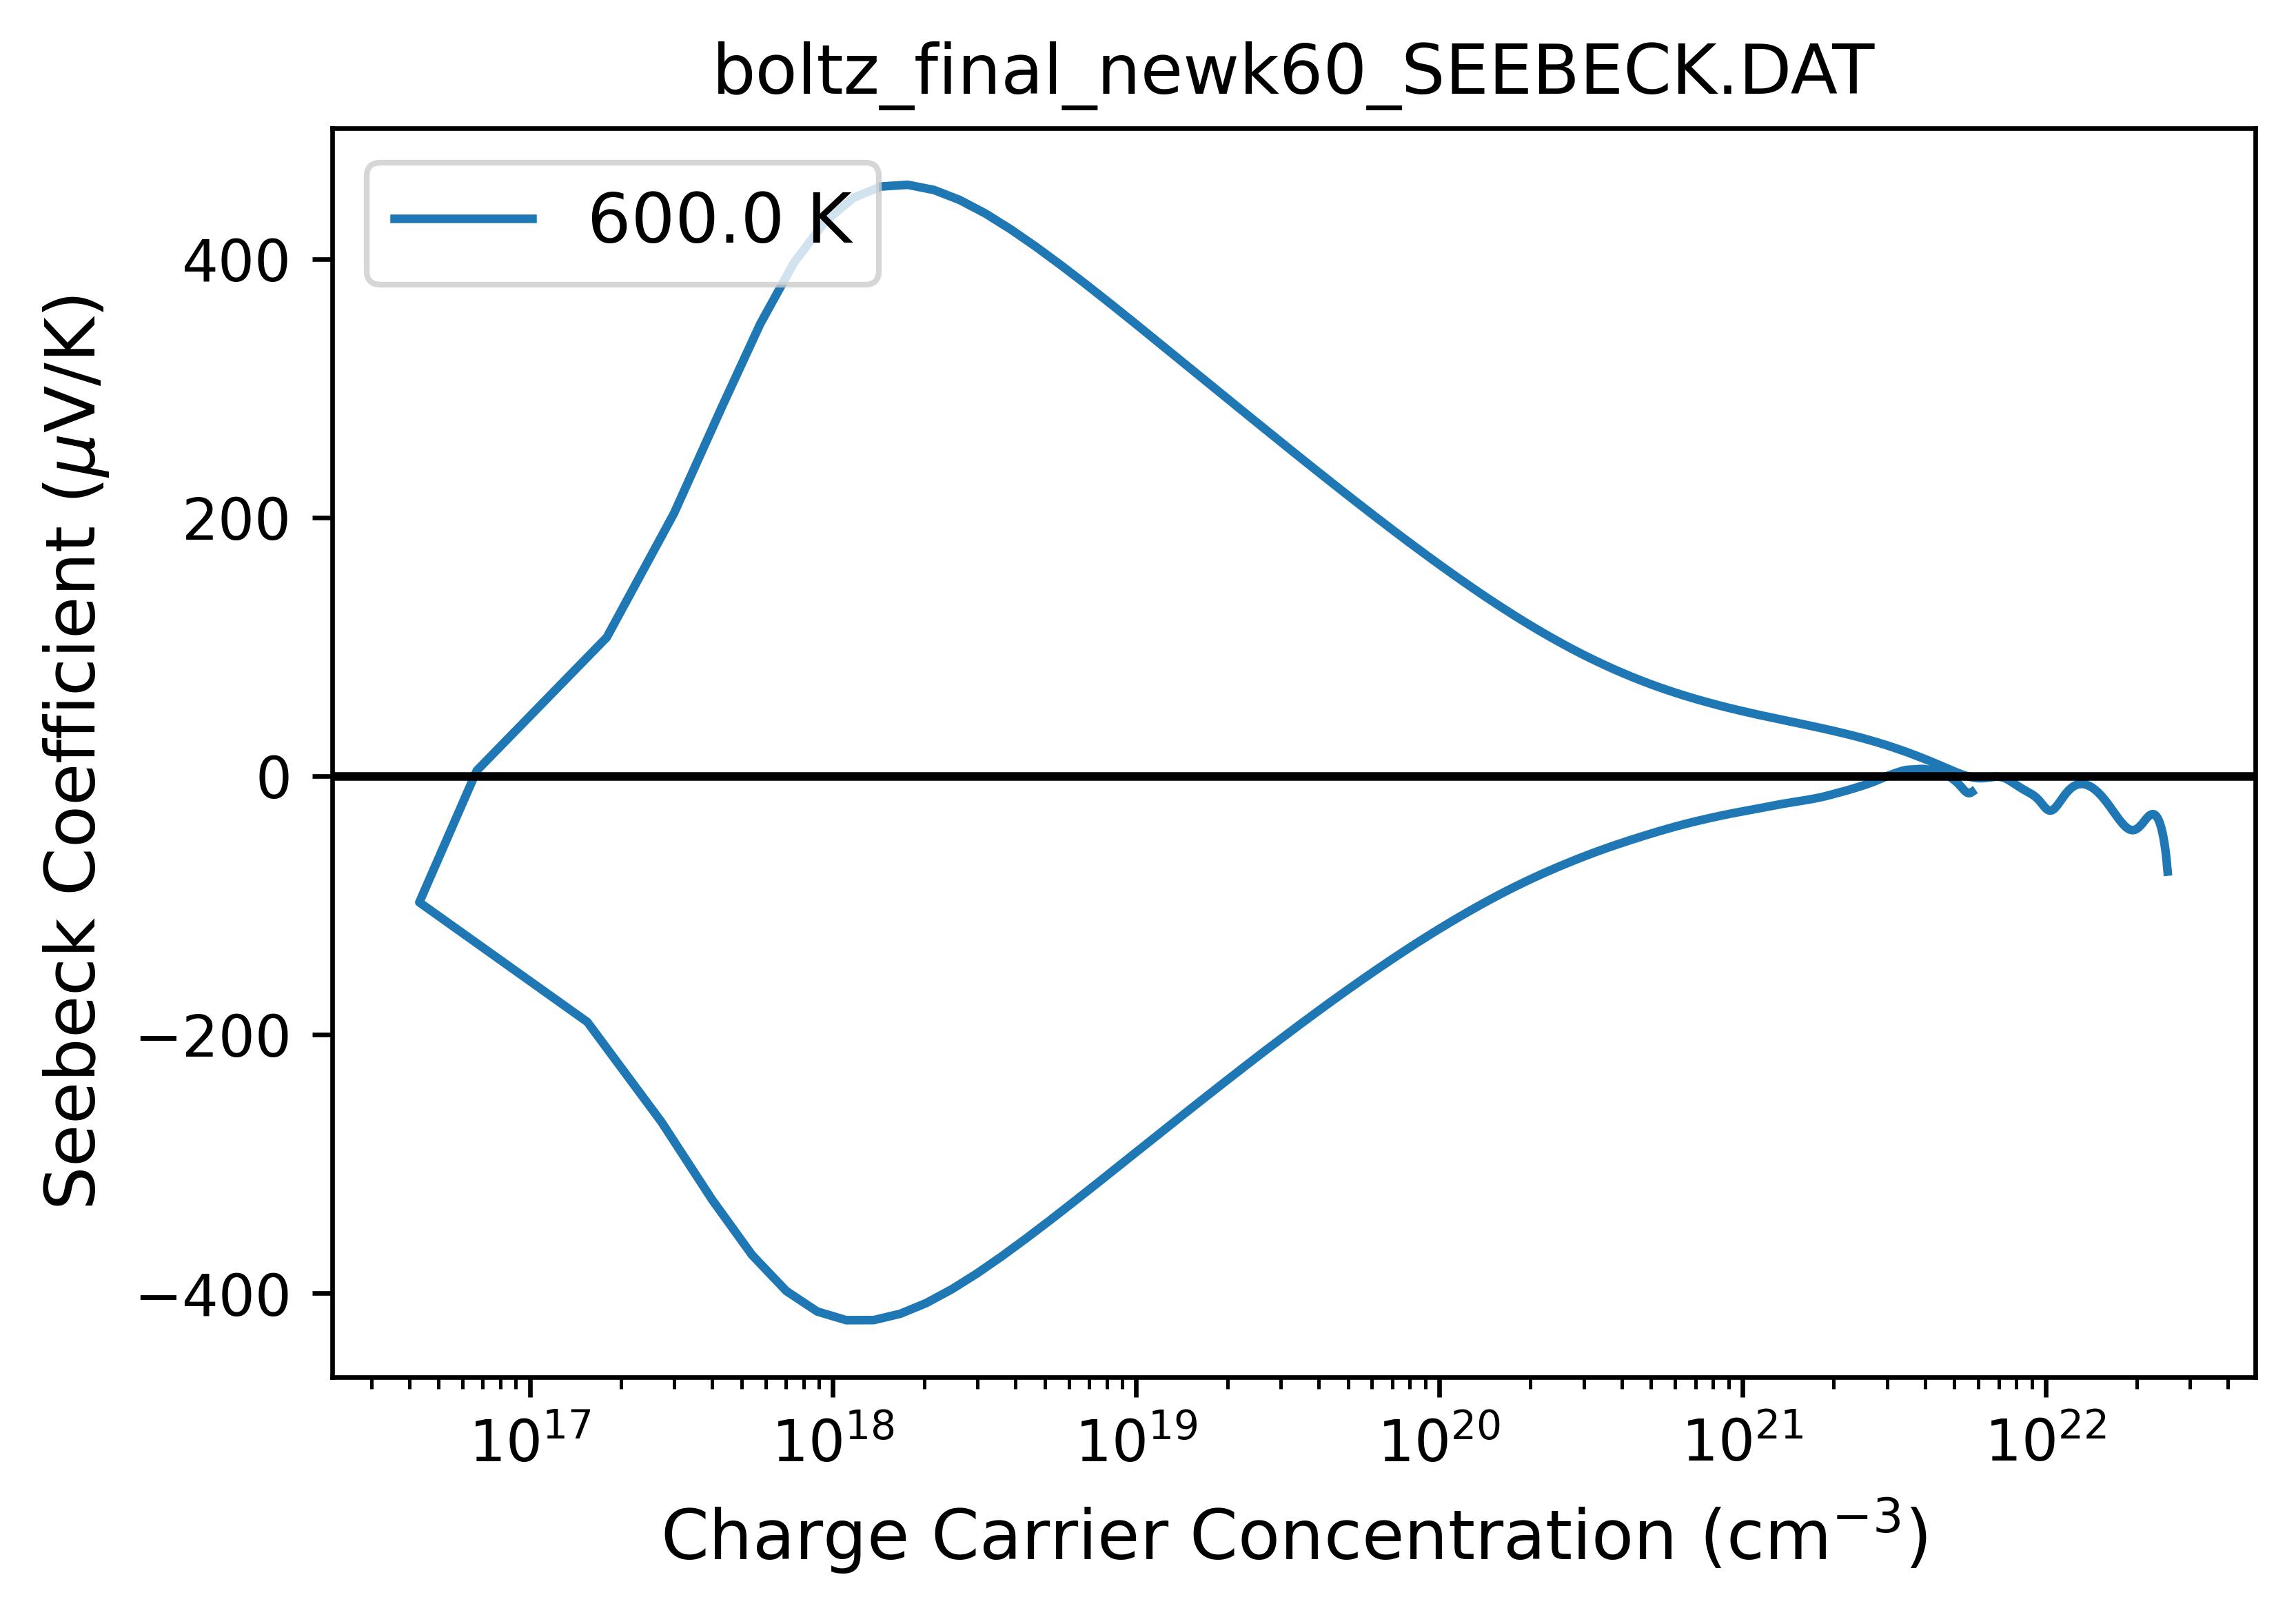 boltz_final_newk60_SEEBECK.DAT
600.0 K
Seebeck Coefficient (μV/K)
400
200
0
−200
−400
10¹⁷ 10¹⁸ 10¹⁹ 10²⁰ 10²¹ 10²²
Charge Carrier Concentration (cm⁻³)